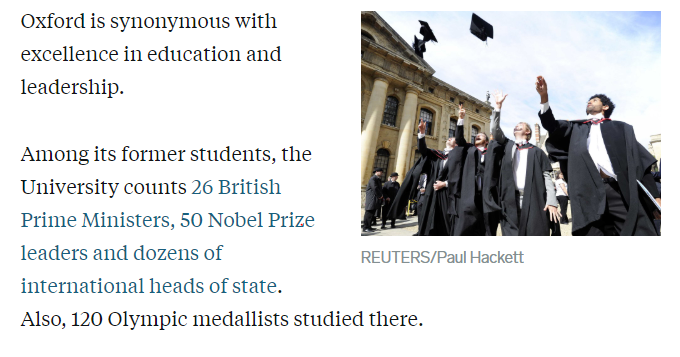 Oxford is synonymous with
excellence in education and
leadership.
Among its former students, the
University counts 26 British
Prime Ministers, 50 Nobel Prize
leaders and dozens of
international heads of state.
Also, 120 Olympic medallists studied there.
REUTERS/Paul Hackett